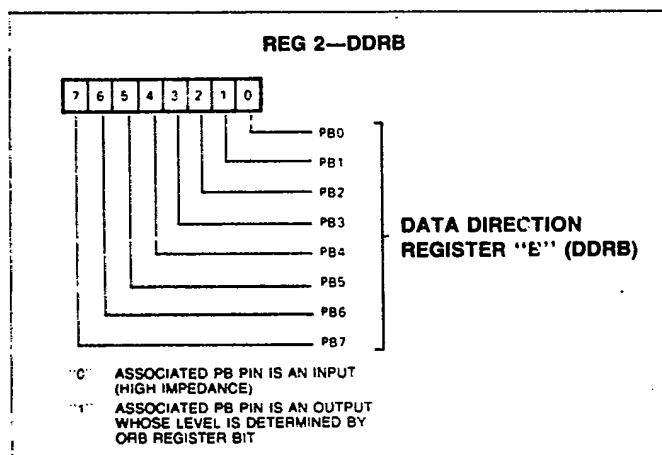 REG 2—DDRB
7 6 5 4 3 2 1 0
PB0
PB1
PB2
PB3
PB4
PB5
PB6
PB7
DATA DIRECTION
REGISTER "B" (DDRB)
"0" ASSOCIATED PB PIN IS AN INPUT
(HIGH IMPEDANCE)
"1" ASSOCIATED PB PIN IS AN OUTPUT
WHOSE LEVEL IS DETERMINED BY
ORB REGISTER BIT